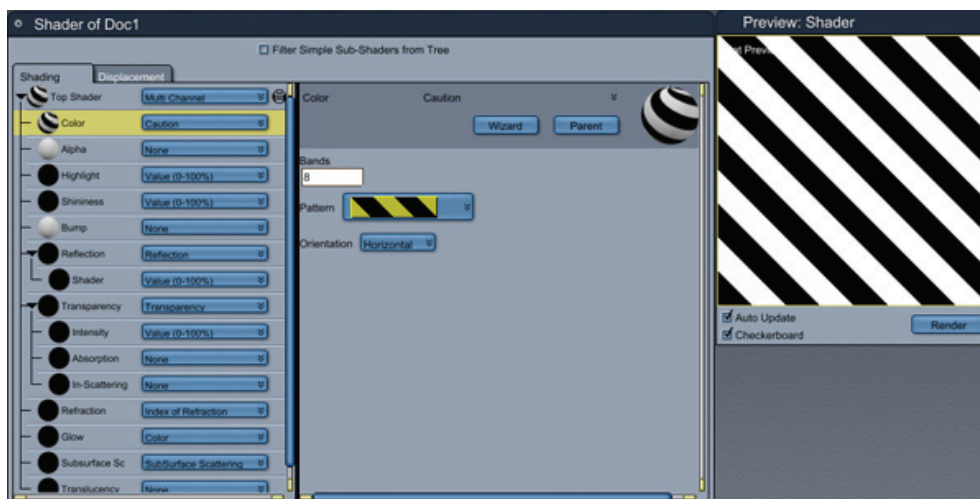 Shader of Doc1
Preview: Shader
Filter Simple Sub-Shaders from Tree
Shading
Displacement
Top Shader
Multi Channel
Color
Caution
Alpha
None
Highlight
Value (0-100%)
Shininess
Value (0-100%)
Bump
None
Reflection
Reflection
Shader
Value (0-100%)
Transparency
Transparency
Intensity
Value (0-100%)
Absorption
None
In-Scattering
None
Refraction
Index of Refraction
Glow
Color
Subsurface Sc
SubSurface Scattering
Translucency
None
Color
Caution
Wizard
Parent
Bands
8
Pattern
Orientation
Horizontal
Auto Update
Checkerboard
Render